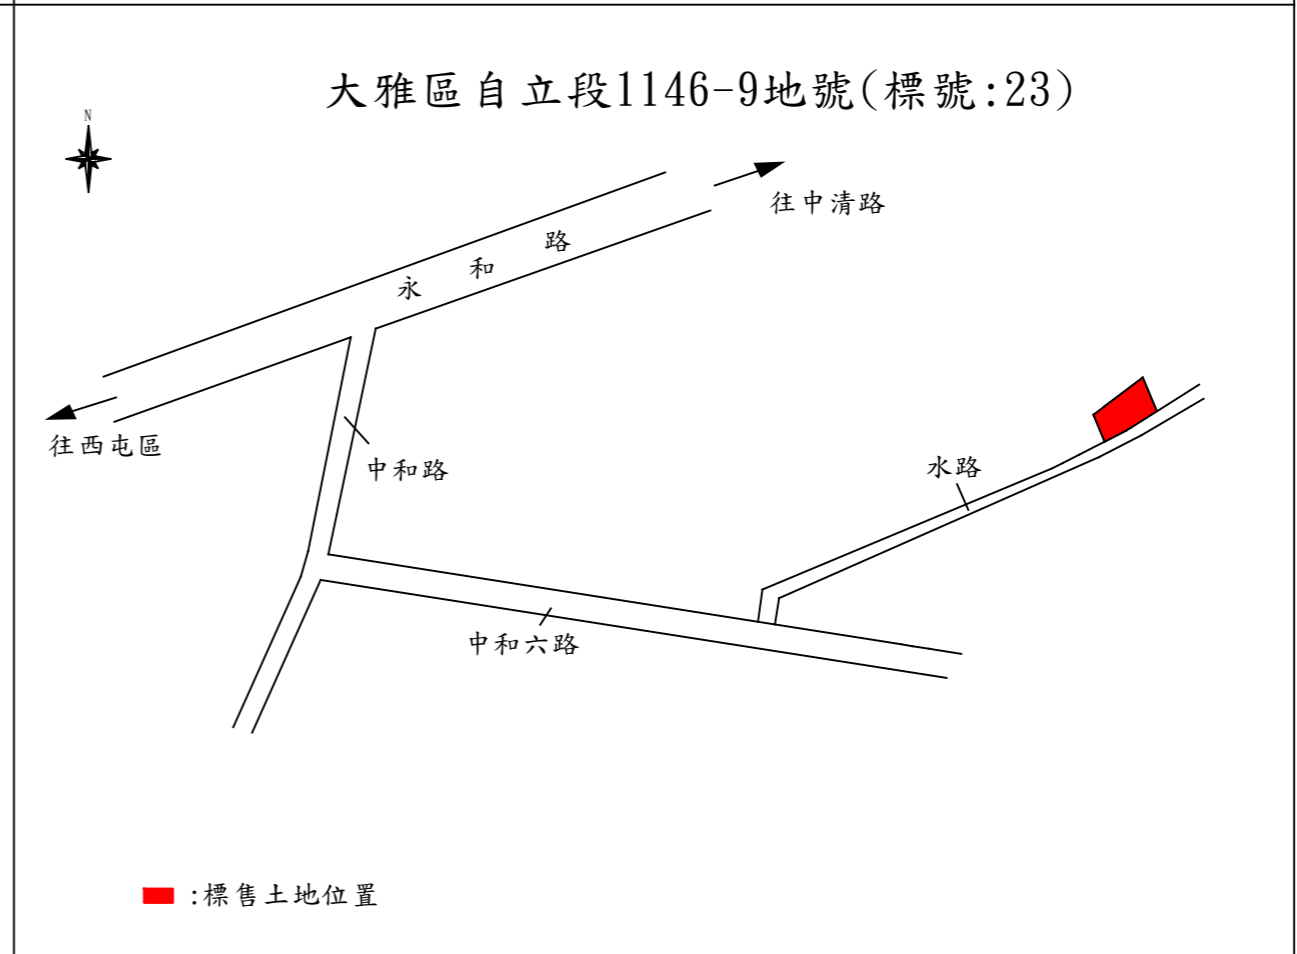 大雅區自立段1146-9地號(標號:23)
N
往中清路
永和路
往西屯區
中和路
水路
中和六路
:標售土地位置